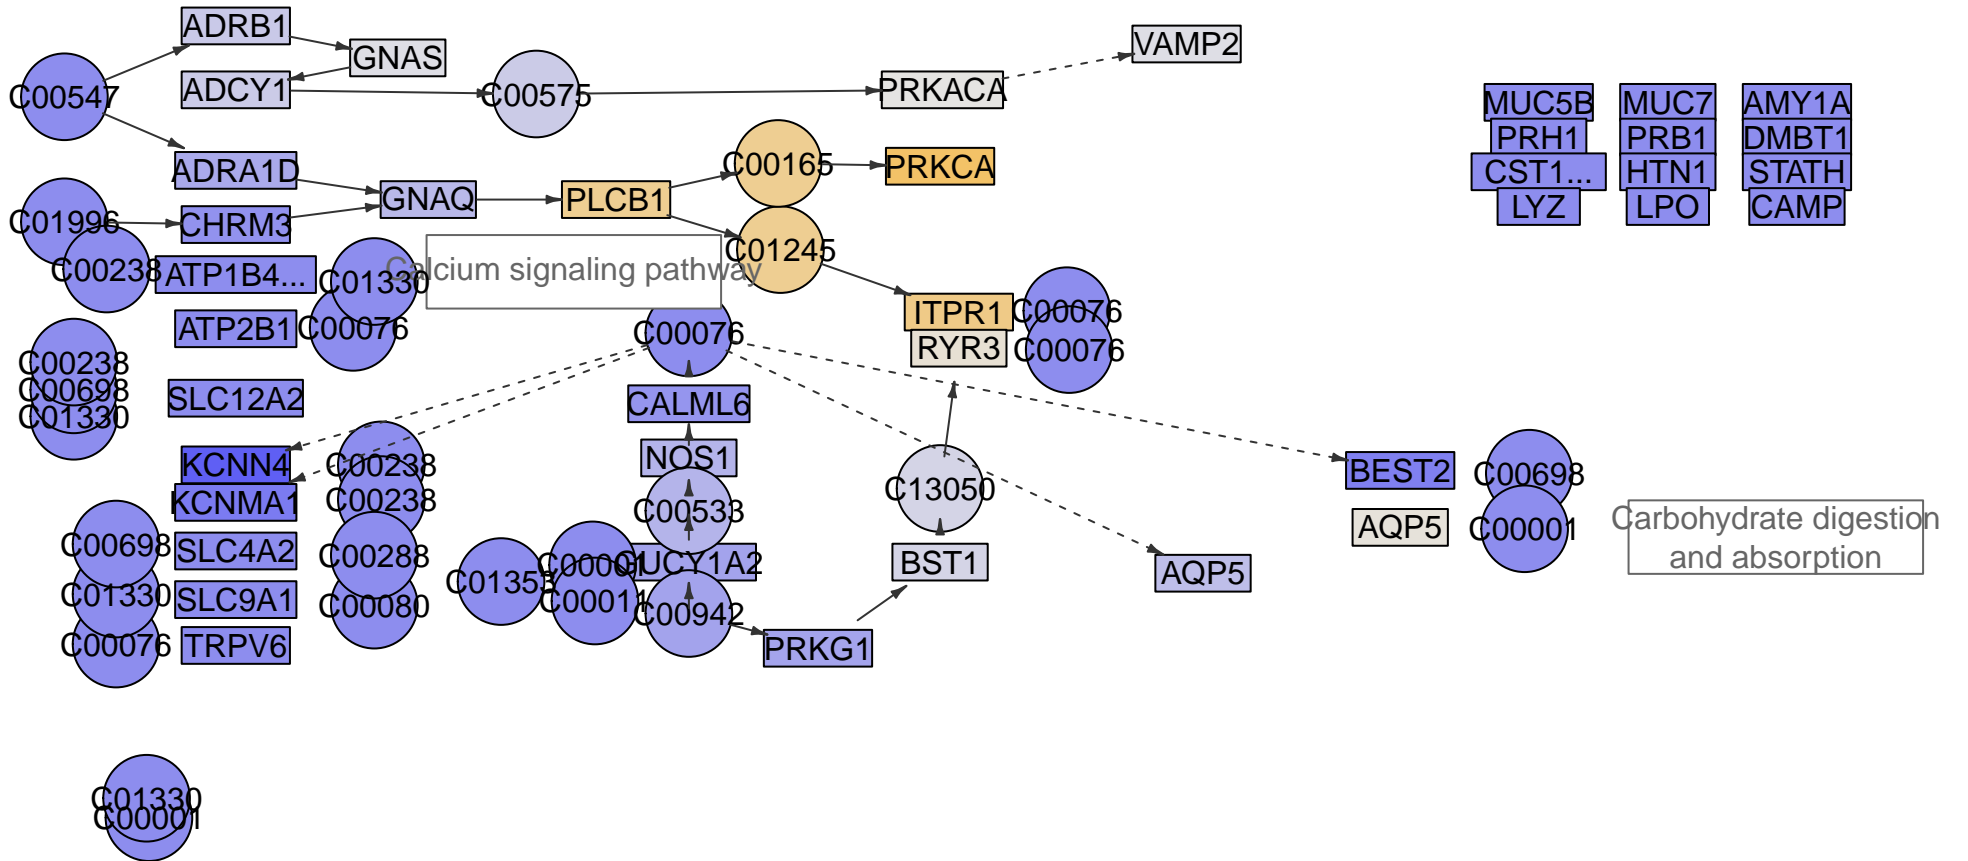 ADRB1
GNAS
VAMP2
C00547
ADCY1
C00575
PRKACA
MUC5B
MUC7
AMY1A
PRH1
PRB1
DMBT1
ADRA1D
C00165
PRKCA
CST1...
HTN1
STATH
GNAQ
PLCB1
LYZ
LPO
CAMP
C01996
CHRM3
C01245
C00238
ATP1B4...
C01330
Calcium signaling pathway
ITPR1
C00076
ATP2B1
C00076
C00076
RYR3
C00076
C00238
C00698
C01330
SLC12A2
CALML6
KCNN4
C00238
NOS1
BEST2
C00698
KCNMA1
C00238
C00533
C13050
C00698
SLC4A2
C00288
AQP5
C00001
Carbohydrate digestion
and absorption
C01353
C00001
GUCY1A2
BST1
AQP5
C01330
SLC9A1
C00080
C00011
C00942
C00076
TRPV6
PRKG1
C01330
C00001